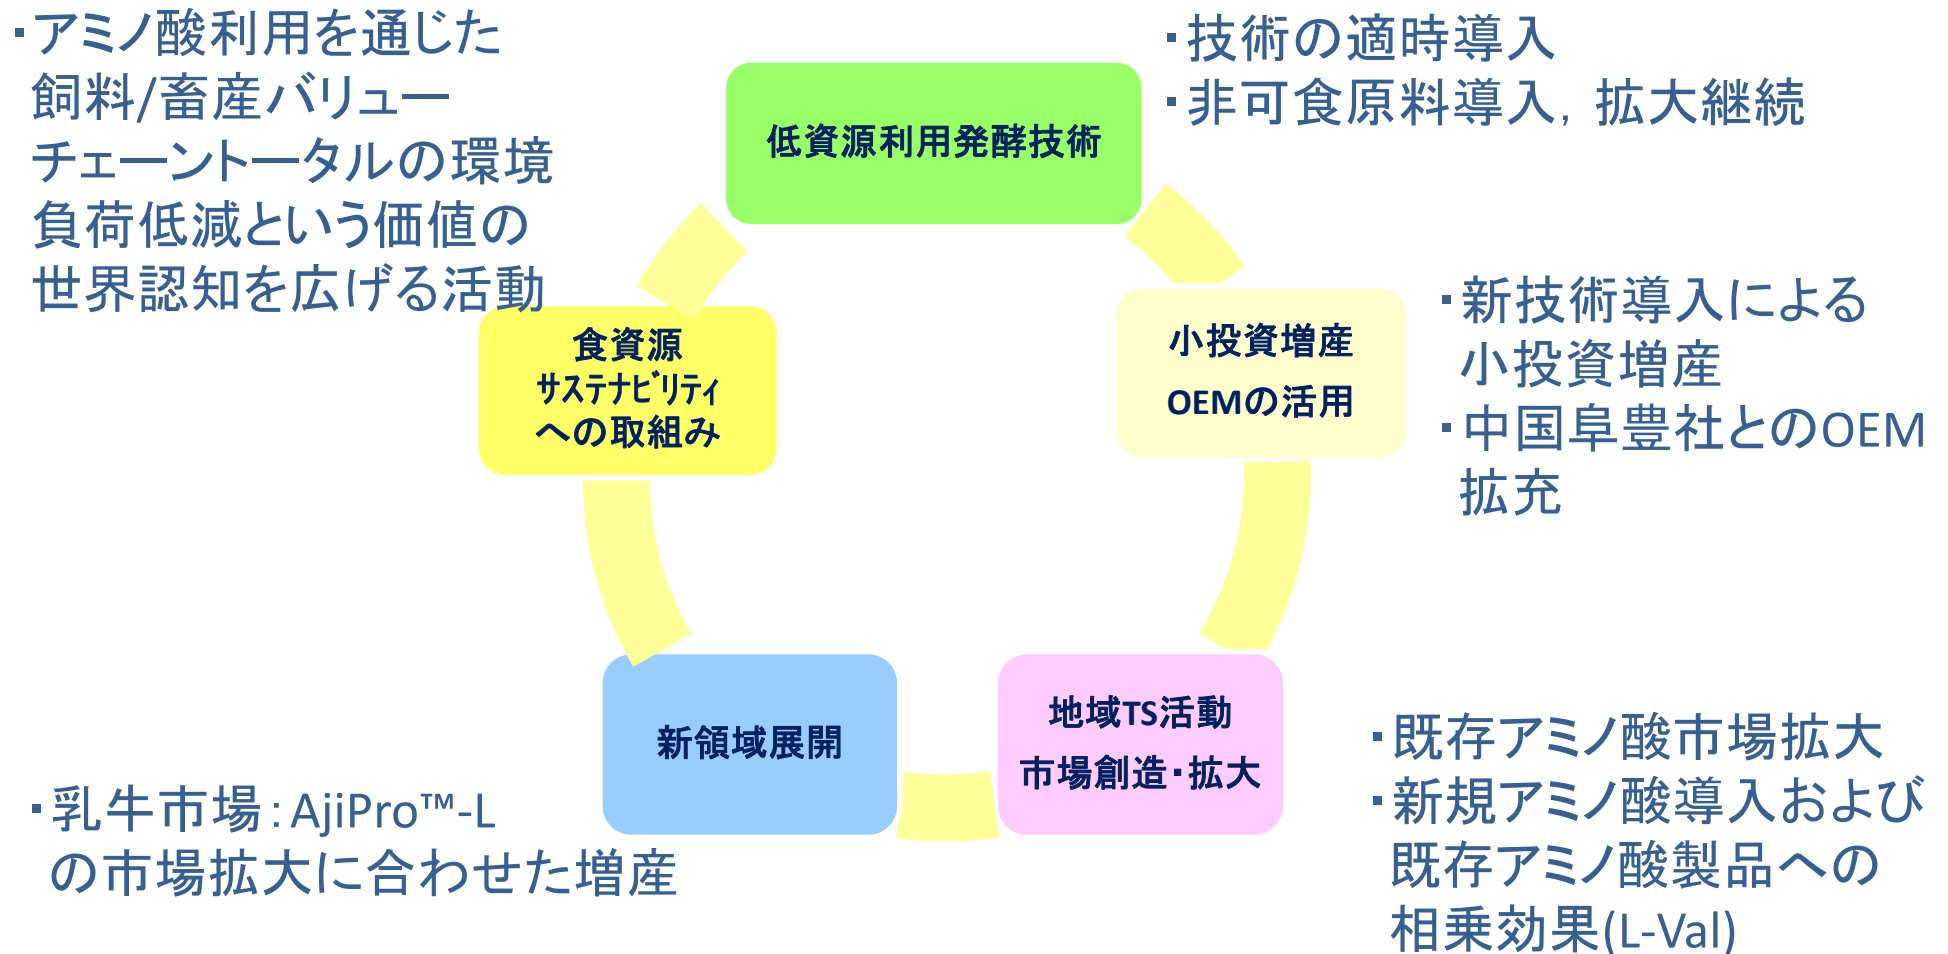 ・アミノ酸利用を通じた
飼料/畜産バリュー
チェーントータルの環境
負荷低減という価値の
世界認知を広げる活動
低資源利用発酵技術
・技術の適時導入
・非可食原料導入，拡大継続
食資源
ｻｽﾃﾅﾋﾞﾘﾃｨ
への取組み
小投資増産
OEMの活用
・新技術導入による
小投資増産
・中国阜豊社とのOEM
拡充
新領域展開
・乳牛市場：AjiPro™-L
の市場拡大に合わせた増産
地域TS活動
市場創造・拡大
・既存アミノ酸市場拡大
・新規アミノ酸導入および
既存アミノ酸製品への
相乗効果(L-Val)